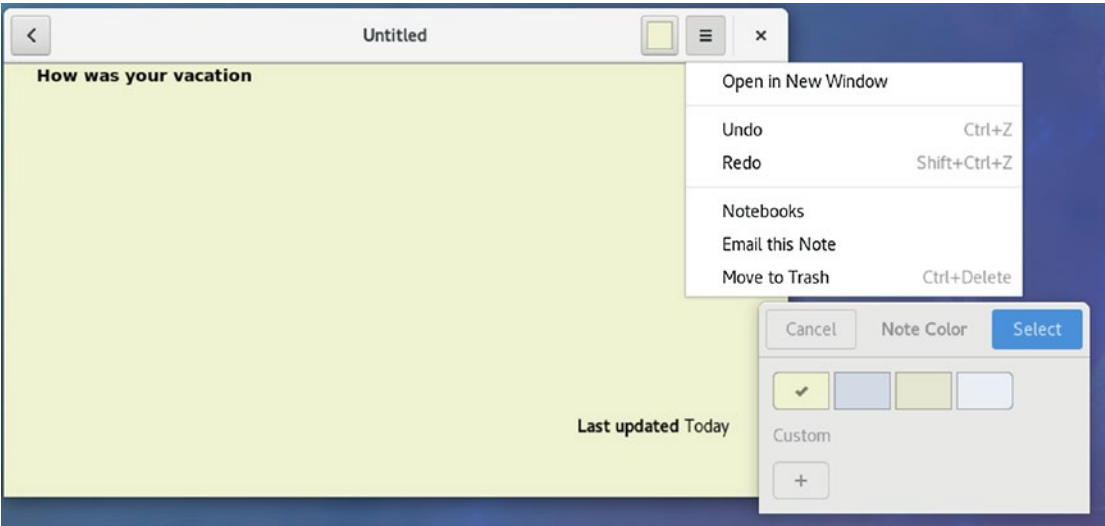 Untitled
How was your vacation
Open in New Window
Undo Ctrl+Z
Redo Shift+Ctrl+Z
Notebooks
Email this Note
Move to Trash Ctrl+Delete
Cancel Note Color Select
Last updated Today
Custom